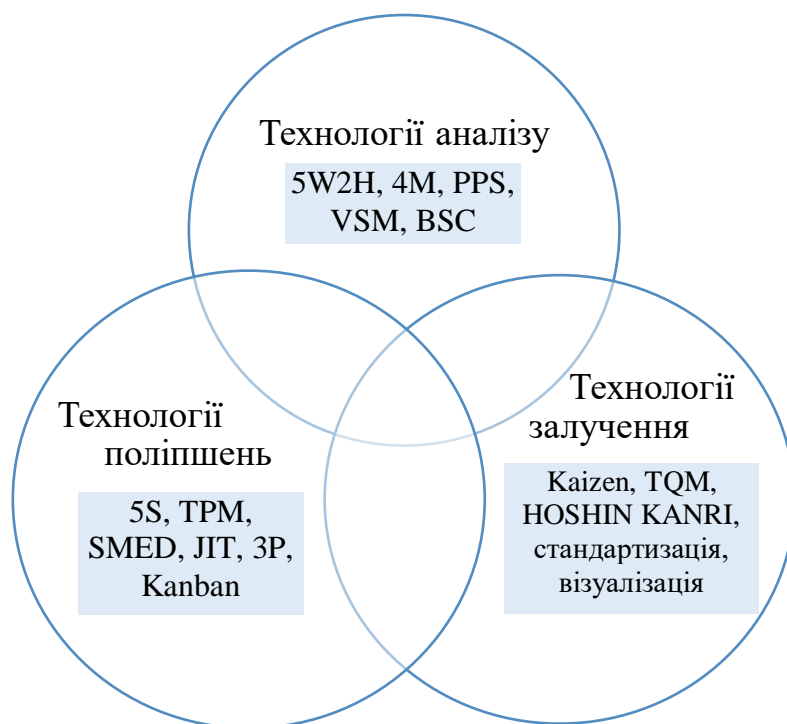 Технології аналізу
5W2H, 4M, PPS,
VSM, BSC
Технології
поліпшень
5S, TPM,
SMED, JIT, 3P,
Kanban
Технології
залучення
Kaizen, TQM,
HOSHIN KANRI,
стандартизація,
візуалізація